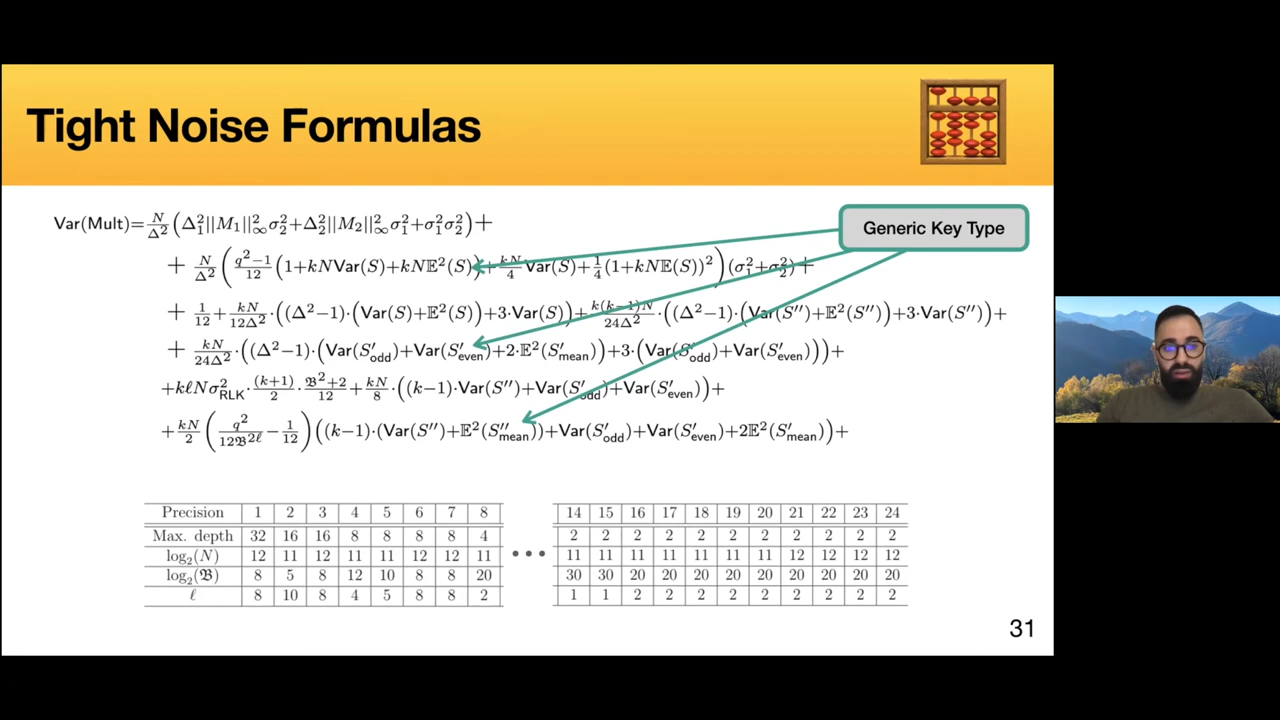 Tight Noise Formulas
Var(Mult)=N/Δ²(Δ₁²||M₁||²∞σ₂²+Δ₂²||M₂||²∞σ₁²+σ₁²σ₂²)+
Generic Key Type
+ N/Δ²(q²−1/12(1+kNVar(S)+kN𝔼²(S))+kN/4Var(S)+1/4(1+kN𝔼(S))²)(σ₁²+σ₂²)+
+ 1/12+kN/12Δ²·((Δ²−1)·(Var(S)+𝔼²(S))+3·Var(S))+k(k−1)N/24Δ²·((Δ²−1)·(Var(S″)+𝔼²(S″))+3·Var(S″))+
+ kN/24Δ²·((Δ²−1)·(Var(S′odd)+Var(S′even)+2·𝔼²(S′mean))+3·(Var(S′odd)+Var(S′even)))+
+kℓNσ²RLK·(k+1)/2·𝔅²+2/12+kN/8·((k−1)·Var(S″)+Var(S′odd)+Var(S′even))+
+kN/2(q²/12𝔅²ℓ−1/12)((k−1)·(Var(S″)+𝔼²(S″mean))+Var(S′odd)+Var(S′even)+2𝔼²(S′mean))+
Precision 1 2 3 4 5 6 7 8 ••• 14 15 16 17 18 19 20 21 22 23 24
Max. depth 32 16 16 8 8 8 8 4 2 2 2 2 2 2 2 2 2 2 2
log₂(N) 12 11 12 11 11 12 12 11 11 11 11 11 11 11 11 12 12 12 12
log₂(𝔅) 8 5 8 12 10 8 8 20 30 30 20 20 20 20 20 20 20 20 20
ℓ 8 10 8 4 5 8 8 2 1 1 2 2 2 2 2 2 2 2 2
31